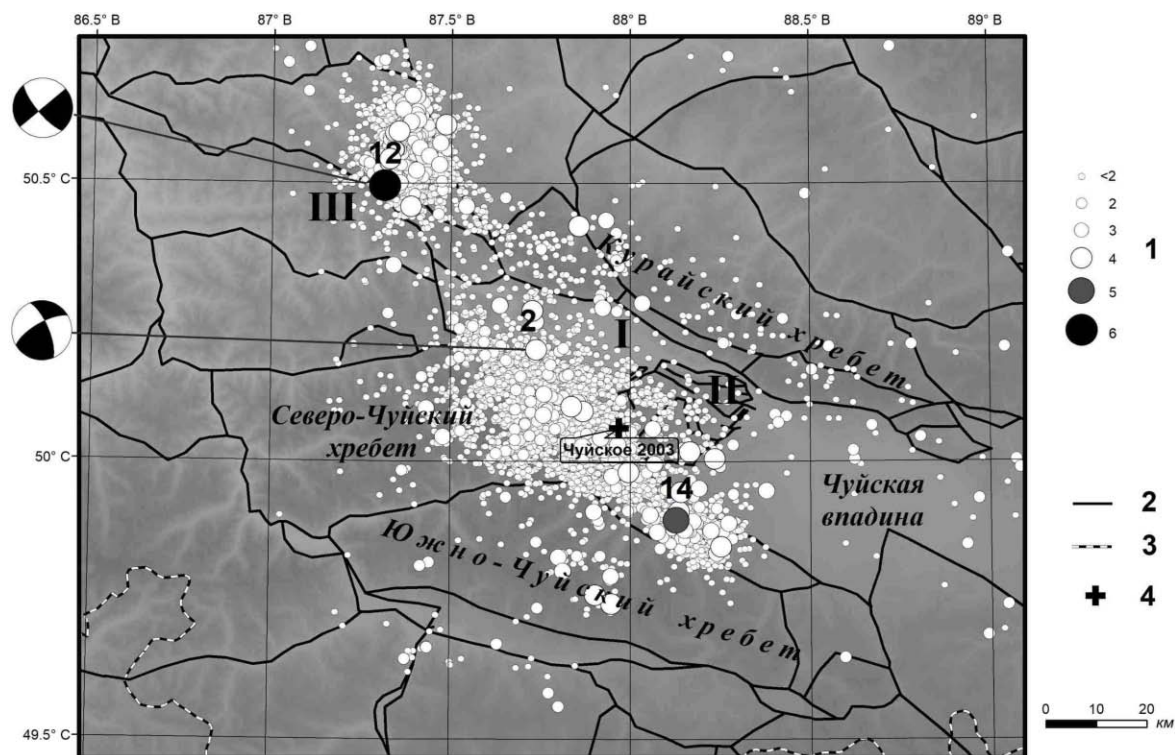 86.5° В 87° В 87.5° В 88° В 88.5° В 89° В
50.5° С
50° С
49.5° С
12
III
2
I
II
14
Курайский хребет
Северо-Чуйский
хребет
Чуйское 2003
Чуйская
впадина
Южно-Чуйский хребет
<2
2
3
4
5
6
1
2
3
4
0 10 20 км